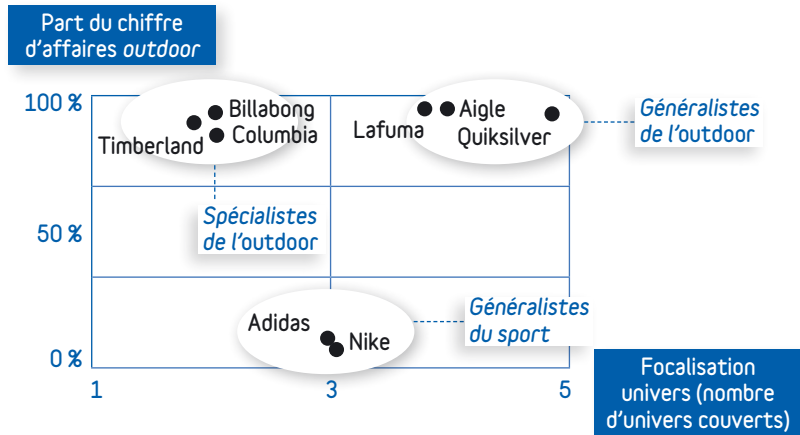 Part du chiffre
d'affaires outdoor
100 %
Billabong
Columbia
Timberland
Lafuma
Aigle
Quiksilver
Généralistes
de l'outdoor
Spécialistes
de l'outdoor
50 %
Adidas
Nike
Généralistes
du sport
0 %
1
3
5
Focalisation
univers (nombre
d'univers couverts)